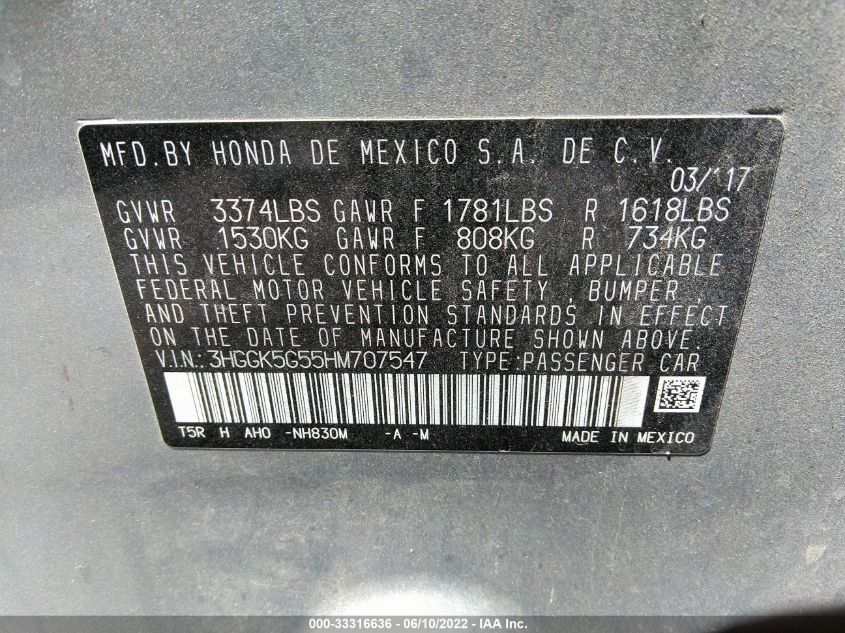 MFD.BY HONDA DE MEXICO S.A. DE C.V.
03/'17
GVWR 3374LBS GAWR F 1781LBS R 1618LBS
GVWR 1530KG GAWR F 808KG R 734KG
THIS VEHICLE CONFORMS TO ALL APPLICABLE
FEDERAL MOTOR VEHICLE SAFETY , BUMPER ,
AND THEFT PREVENTION STANDARDS IN EFFECT
ON THE DATE OF MANUFACTURE SHOWN ABOVE.
V.I.N.: 3HGGK5G55HM707547 TYPE:PASSENGER CAR
T5R H AHO -NH830M -A -M MADE IN MEXICO
000-33316636 - 06/10/2022 - IAA Inc.